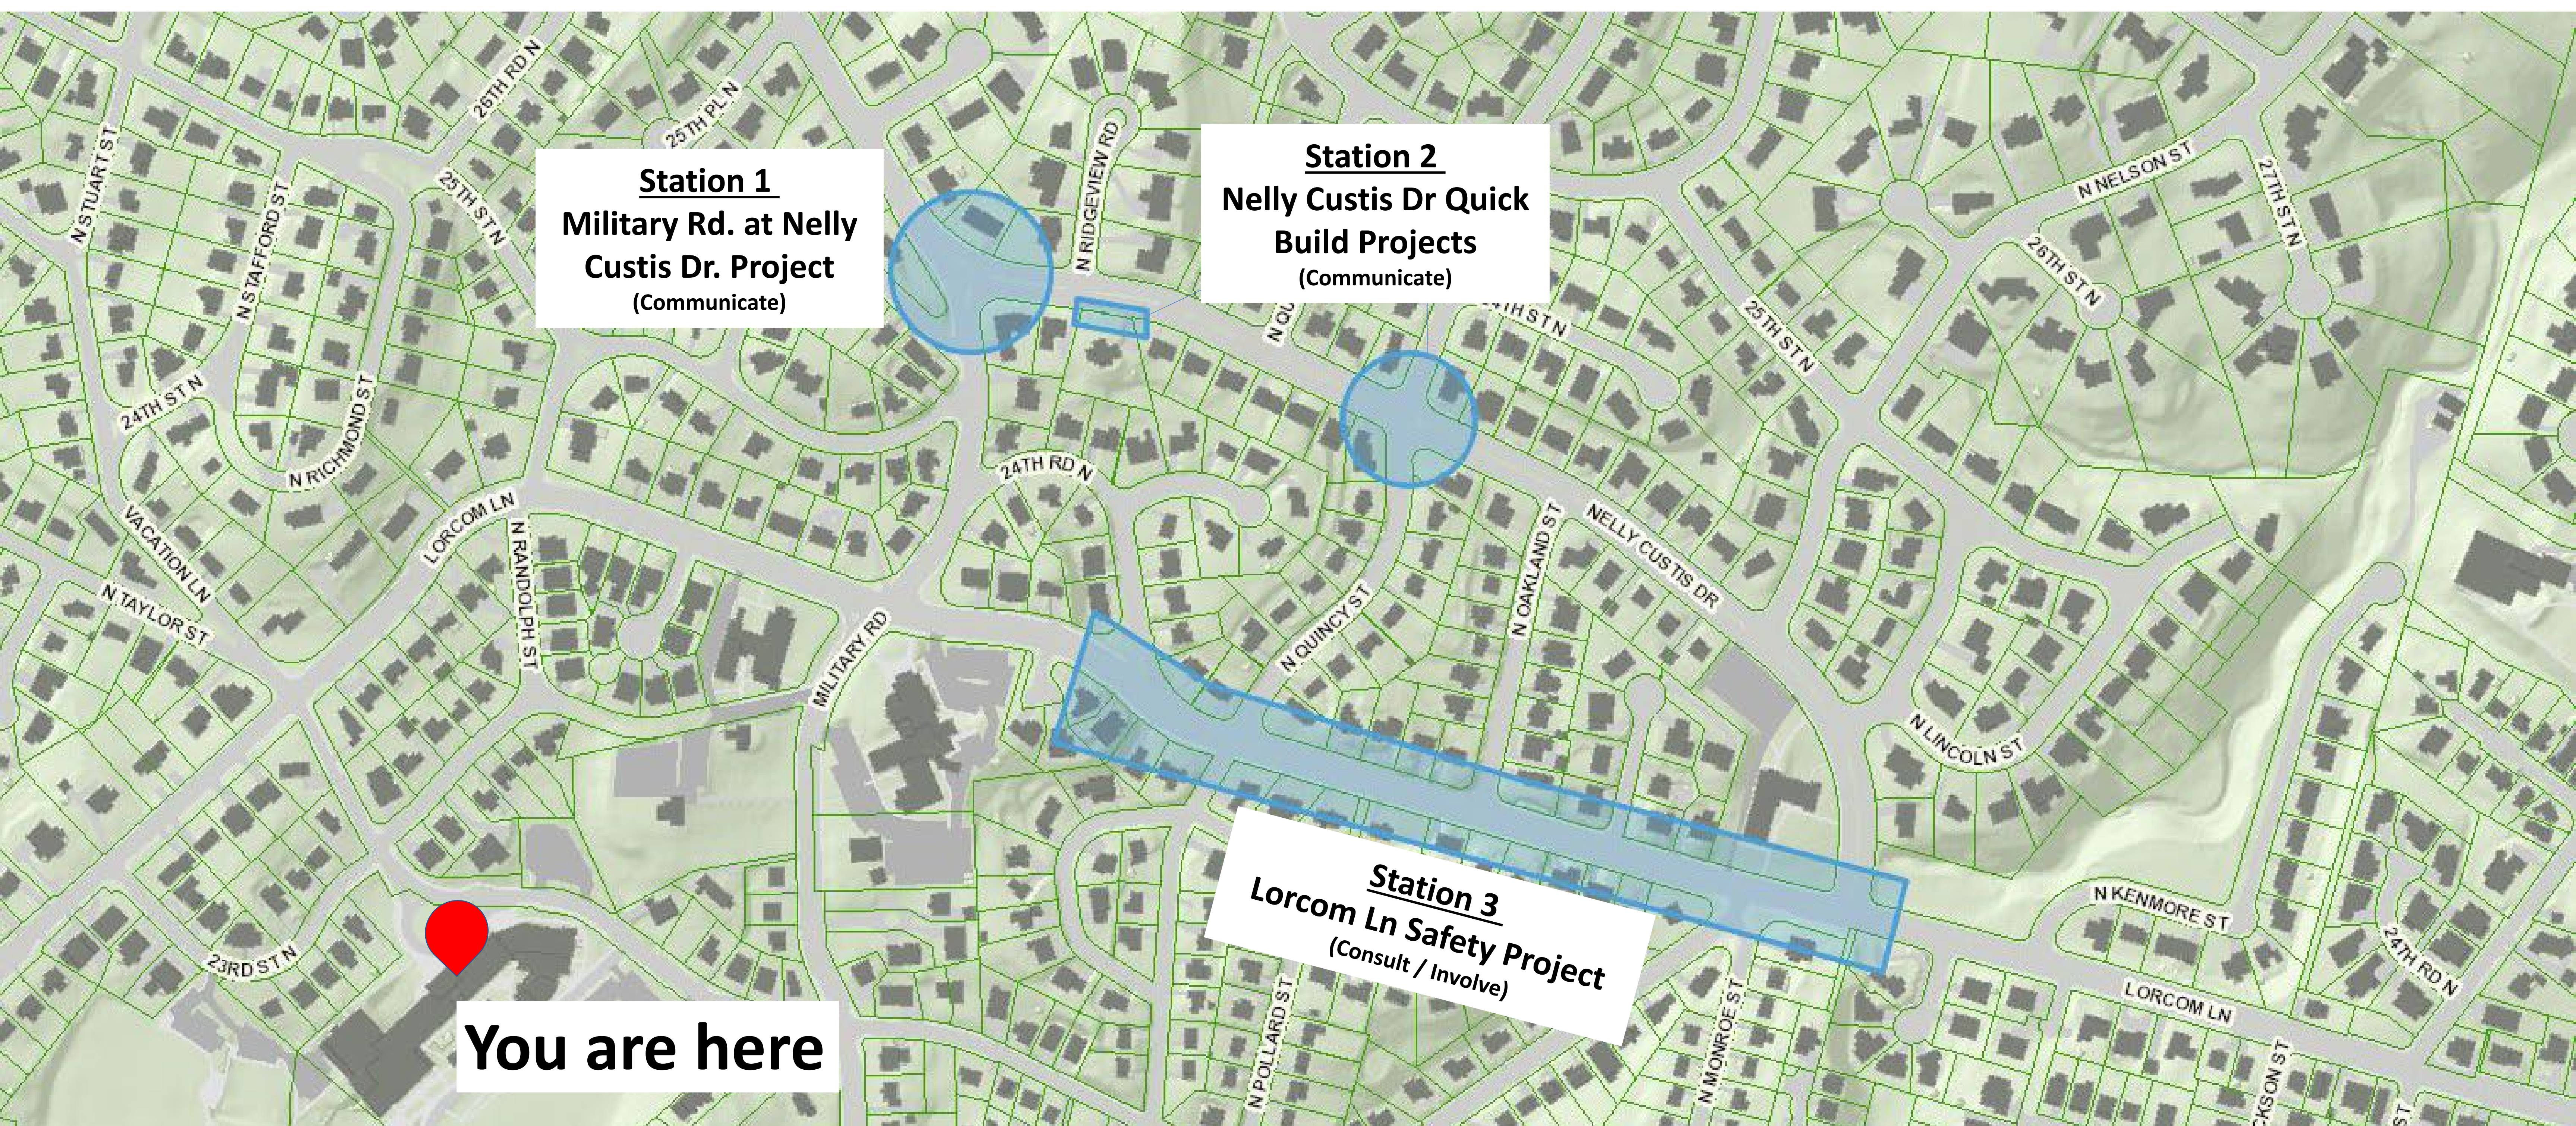 26TH RD N
25TH PL N
N STUART ST
N STAFFORD ST
25TH ST N
Station 1
Military Rd. at Nelly
Custis Dr. Project
(Communicate)
N RIDGEVIEW RD
Station 2
Nelly Custis Dr Quick
Build Projects
(Communicate)
N NELSON ST
27TH ST N
26TH ST N
25TH ST N
24TH ST N
N RICHMOND ST
24TH RD N
LORCOM LN
N RANDOLPH ST
VACATION LN
N TAYLOR ST
MILITARY RD
N QUINCY ST
N OAKLAND ST
NELLY CUSTIS DR
N LINCOLN ST
Station 3
Lorcom Ln Safety Project
(Consult / Involve)
N KENMORE ST
24TH RD N
LORCOM LN
23RD ST N
You are here
N POLLARD ST
N MONROE ST